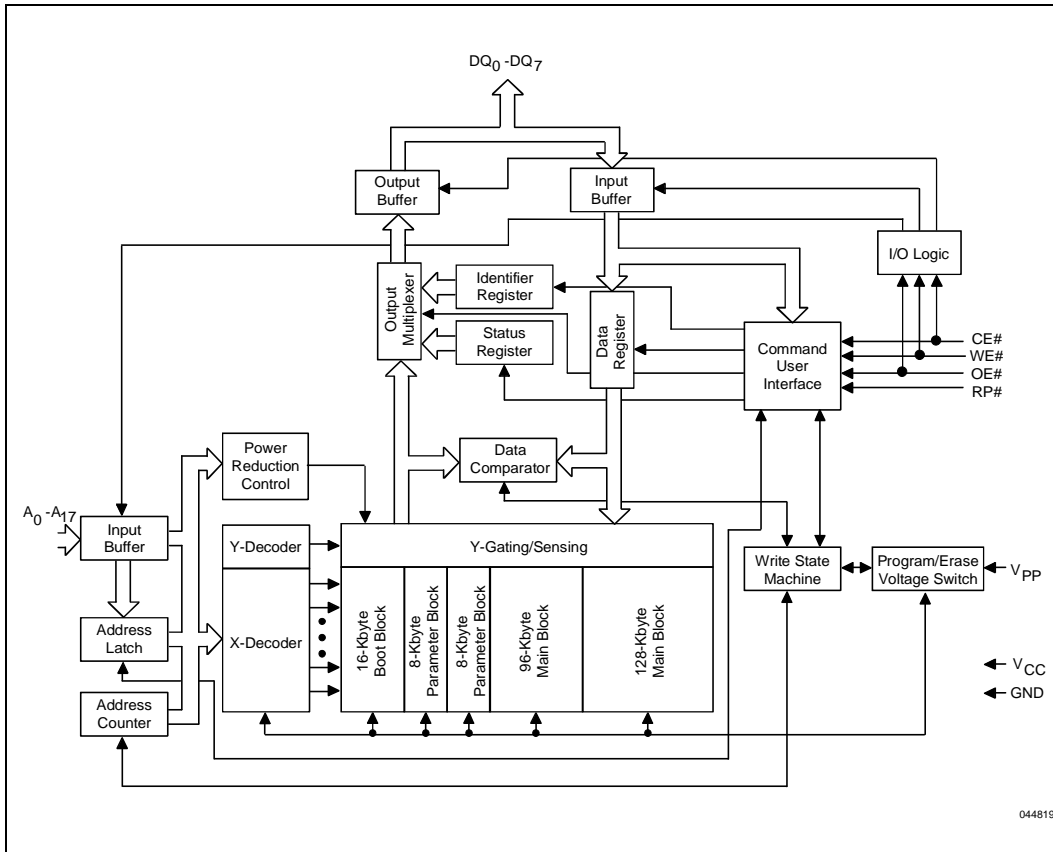 DQ0 -DQ7
Output
Buffer
Input
Buffer
I/O Logic
Output
Multiplexer
Identifier
Register
Status
Register
Data
Register
Command
User
Interface
CE#
WE#
OE#
RP#
Power
Reduction
Control
Data
Comparator
A0 -A17
Input
Buffer
Y-Decoder
Y-Gating/Sensing
Write State
Machine
Program/Erase
Voltage Switch
VPP
Address
Latch
X-Decoder
16-Kbyte
Boot Block
8-Kbyte
Parameter Block
8-Kbyte
Parameter Block
96-Kbyte
Main Block
128-Kbyte
Main Block
VCC
GND
Address
Counter
044819